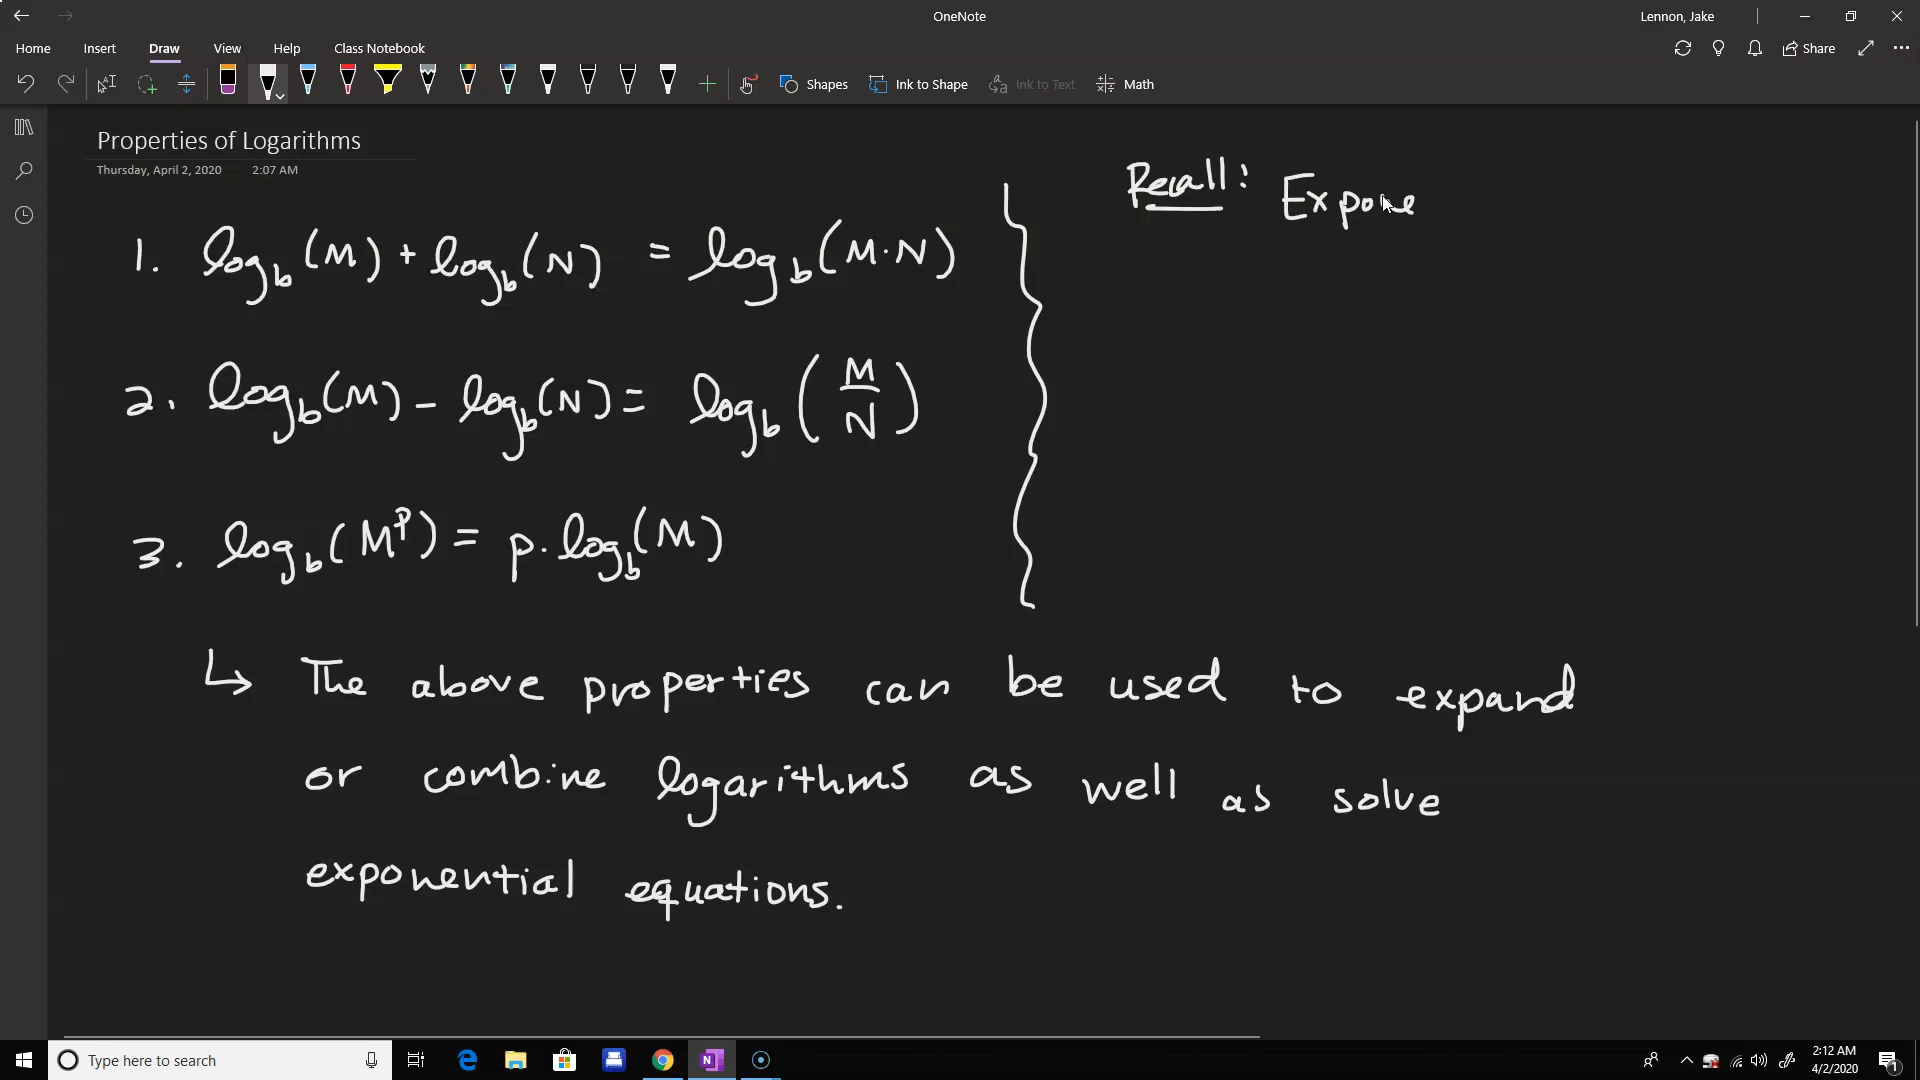 OneNote
Lennon, Jake
Home Insert Draw View Help Class Notebook
Share
Shapes Ink to Shape Ink to Text Math
Properties of Logarithms
Thursday, April 2, 2020 2:07 AM
Recall: Expone
1. log_b(M) + log_b(N) = log_b(M·N)
2. log_b(M) - log_b(N) = log_b(M/N)
3. log_b(M^p) = p·log_b(M)
↳ The above properties can be used to expand
or combine logarithms as well as solve
exponential equations.
Type here to search
2:12 AM
4/2/2020
1